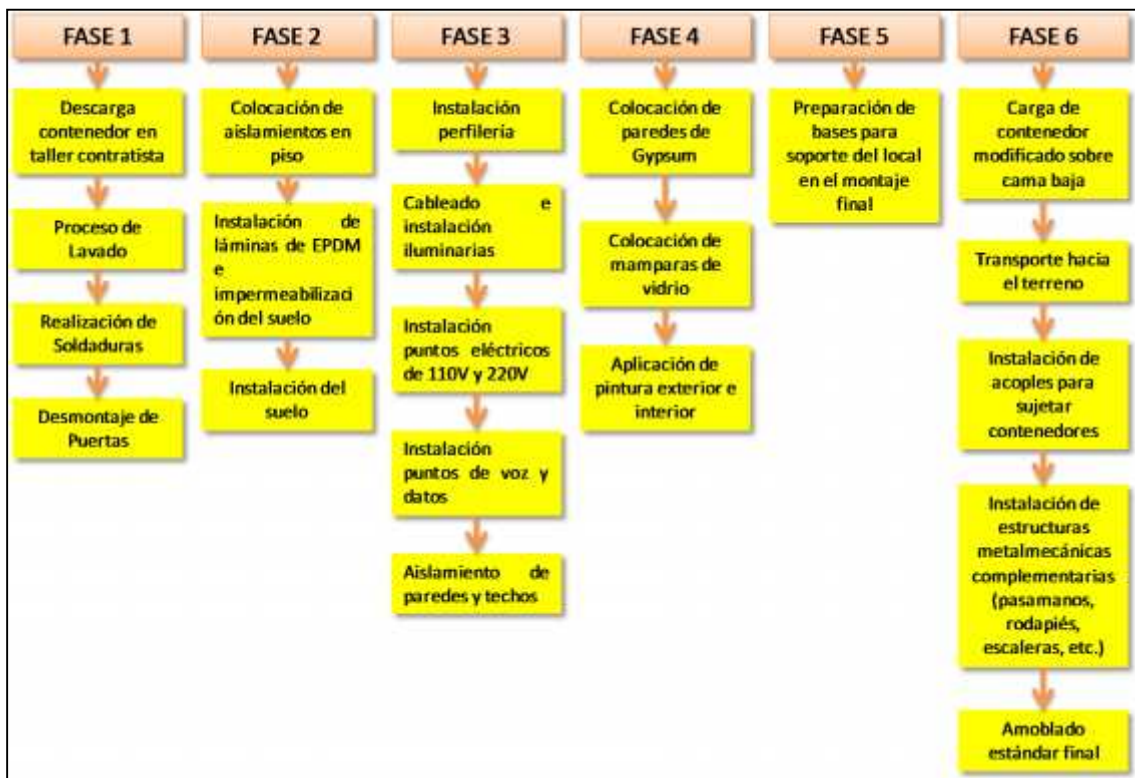 FASE 1
Descarga
contenedor en
taller contratista
Proceso de
Lavado
Realización de
Soldaduras
Desmontaje de
Puertas
FASE 2
Colocación de
aislamientos en
piso
Instalación de
láminas de EPDM
e
impermeabilizaci
ón del suelo
Instalación del
suelo
FASE 3
Instalación
perfilería
Cableado e
instalación
iluminarias
Instalación
puntos eléctricos
de 110V y 220V
Instalación
puntos de voz y
datos
Aislamiento de
paredes y techos
FASE 4
Colocación de
paredes de
Gypsum
Colocación de
mamparas de
vidrio
Aplicación de
pintura exterior e
interior
FASE 5
Preparación de
bases para
soporte del local
en el montaje
final
FASE 6
Carga de
contenedor
modificado sobre
cama baja
Transporte hacia
el terreno
Instalación de
acoples para
sujetar
contenedores
Instalación de
estructuras
metalmecánicas
complementarias
(pasamanos,
rodapiés,
escaleras, etc.)
Amoblado
estándar final